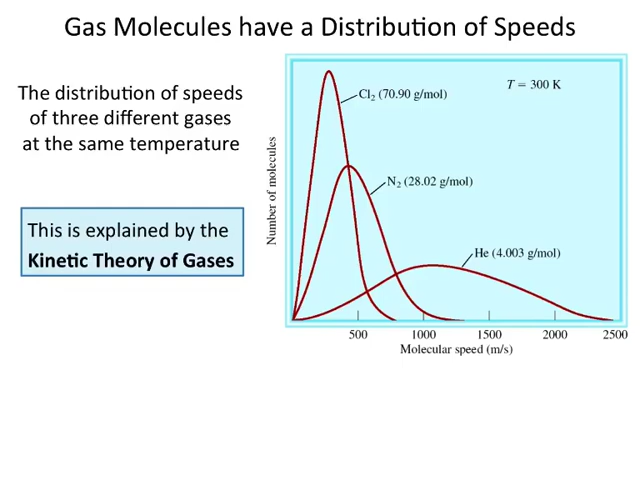 Gas Molecules have a Distribution of Speeds
The distribution of speeds
of three different gases
at the same temperature
This is explained by the
Kinetic Theory of Gases
Number of molecules
T = 300 K
Cl₂ (70.90 g/mol)
N₂ (28.02 g/mol)
He (4.003 g/mol)
500 1000 1500 2000 2500
Molecular speed (m/s)